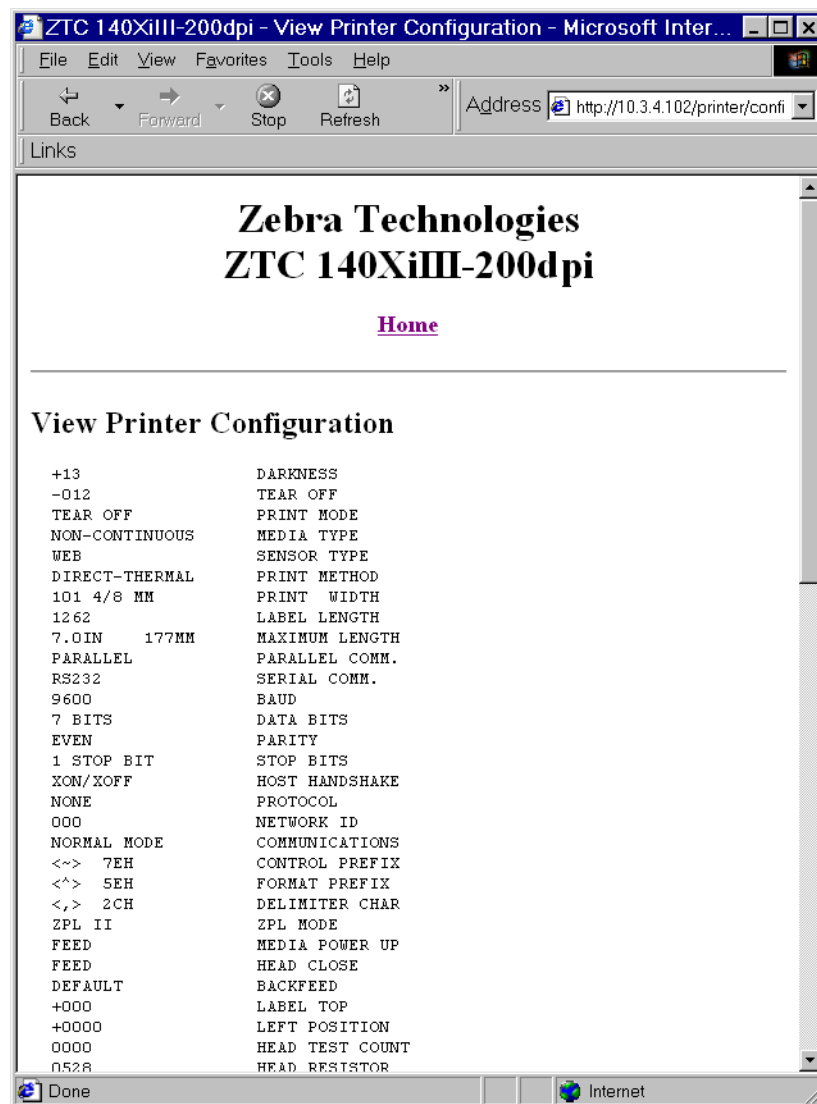 ZTC 140XiIII-200dpi - View Printer Configuration - Microsoft Inter...
File Edit View Favorites Tools Help
Back Forward Stop Refresh » Address http://10.3.4.102/printer/confi
Links
Zebra Technologies
ZTC 140XiIII-200dpi
Home
View Printer Configuration
+13 DARKNESS
-012 TEAR OFF
TEAR OFF PRINT MODE
NON-CONTINUOUS MEDIA TYPE
WEB SENSOR TYPE
DIRECT-THERMAL PRINT METHOD
101 4/8 MM PRINT WIDTH
1262 LABEL LENGTH
7.0IN 177MM MAXIMUM LENGTH
PARALLEL PARALLEL COMM.
RS232 SERIAL COMM.
9600 BAUD
7 BITS DATA BITS
EVEN PARITY
1 STOP BIT STOP BITS
XON/XOFF HOST HANDSHAKE
NONE PROTOCOL
000 NETWORK ID
NORMAL MODE COMMUNICATIONS
<~> 7EH CONTROL PREFIX
<^> 5EH FORMAT PREFIX
<,> 2CH DELIMITER CHAR
ZPL II ZPL MODE
FEED MEDIA POWER UP
FEED HEAD CLOSE
DEFAULT BACKFEED
+000 LABEL TOP
+0000 LEFT POSITION
0000 HEAD TEST COUNT
0528 HEAD RESISTOR
Done Internet